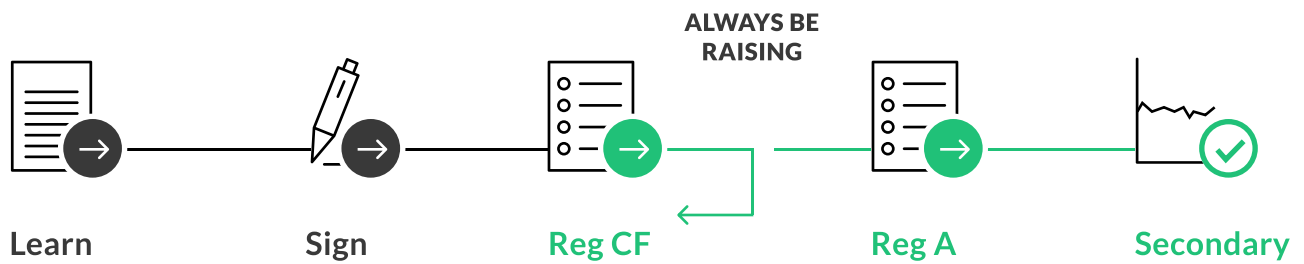 ALWAYS BE
RAISING
Learn
Sign
Reg CF
Reg A
Secondary